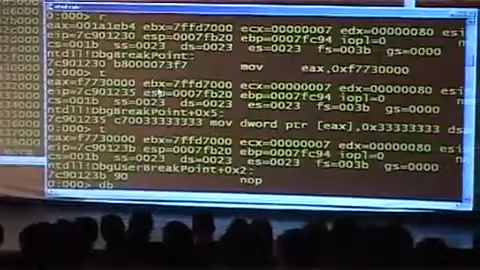 0:000> r
eax=001a1eb4 ebx=7ffd7000 ecx=00000007 edx=00000080 esi
eip=7c901230 esp=0007fb20 ebp=0007fc94 iopl=0
cs=001b ss=0023 ds=0023 es=0023 fs=003b gs=0000
ntdll!DbgBreakPoint:
7c901230 b8000073f7 mov eax,0xf7730000
0:000> t
eax=f7730000 ebx=7ffd7000 ecx=00000007 edx=00000080 esi
eip=7c901235 esp=0007fb20 ebp=0007fc94 iopl=0
cs=001b ss=0023 ds=0023 es=0023 fs=003b gs=0000
ntdll!DbgBreakPoint+0x5:
7c901235 c70033333333 mov dword ptr [eax],0x33333333 ds
0:000> t
eax=f7730000 ebx=7ffd7000 ecx=00000007 edx=00000080 esi
eip=7c90123b esp=0007fb20 ebp=0007fc94 iopl=0
cs=001b ss=0023 ds=0023 es=0023 fs=003b gs=0000
ntdll!DbgUserBreakPoint+0x2:
7c90123b 90 nop
0:000> db